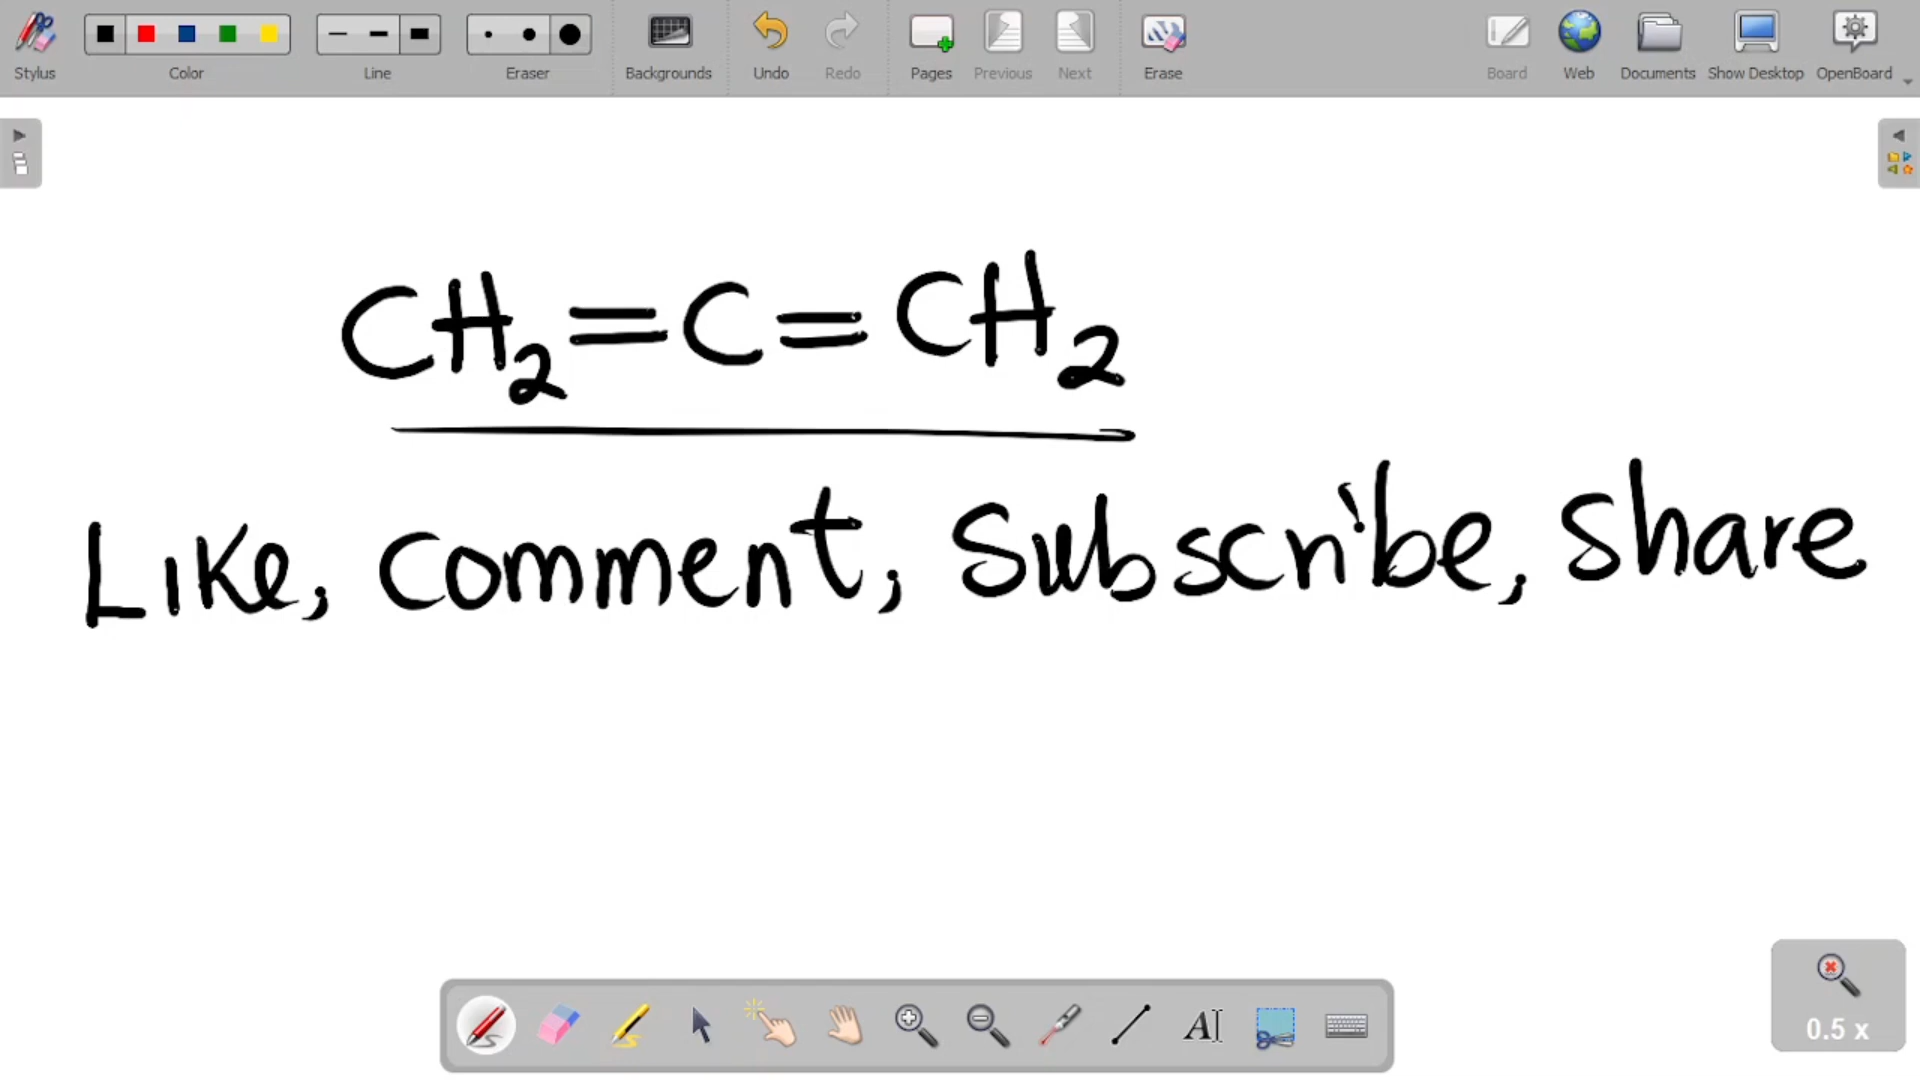 Stylus Color Line Eraser Backgrounds Undo Redo Pages Previous Next Erase Board Web Documents Show Desktop OpenBoard
CH₂=C=CH₂
Like, Comment, Subscribe, Share
0.5 x